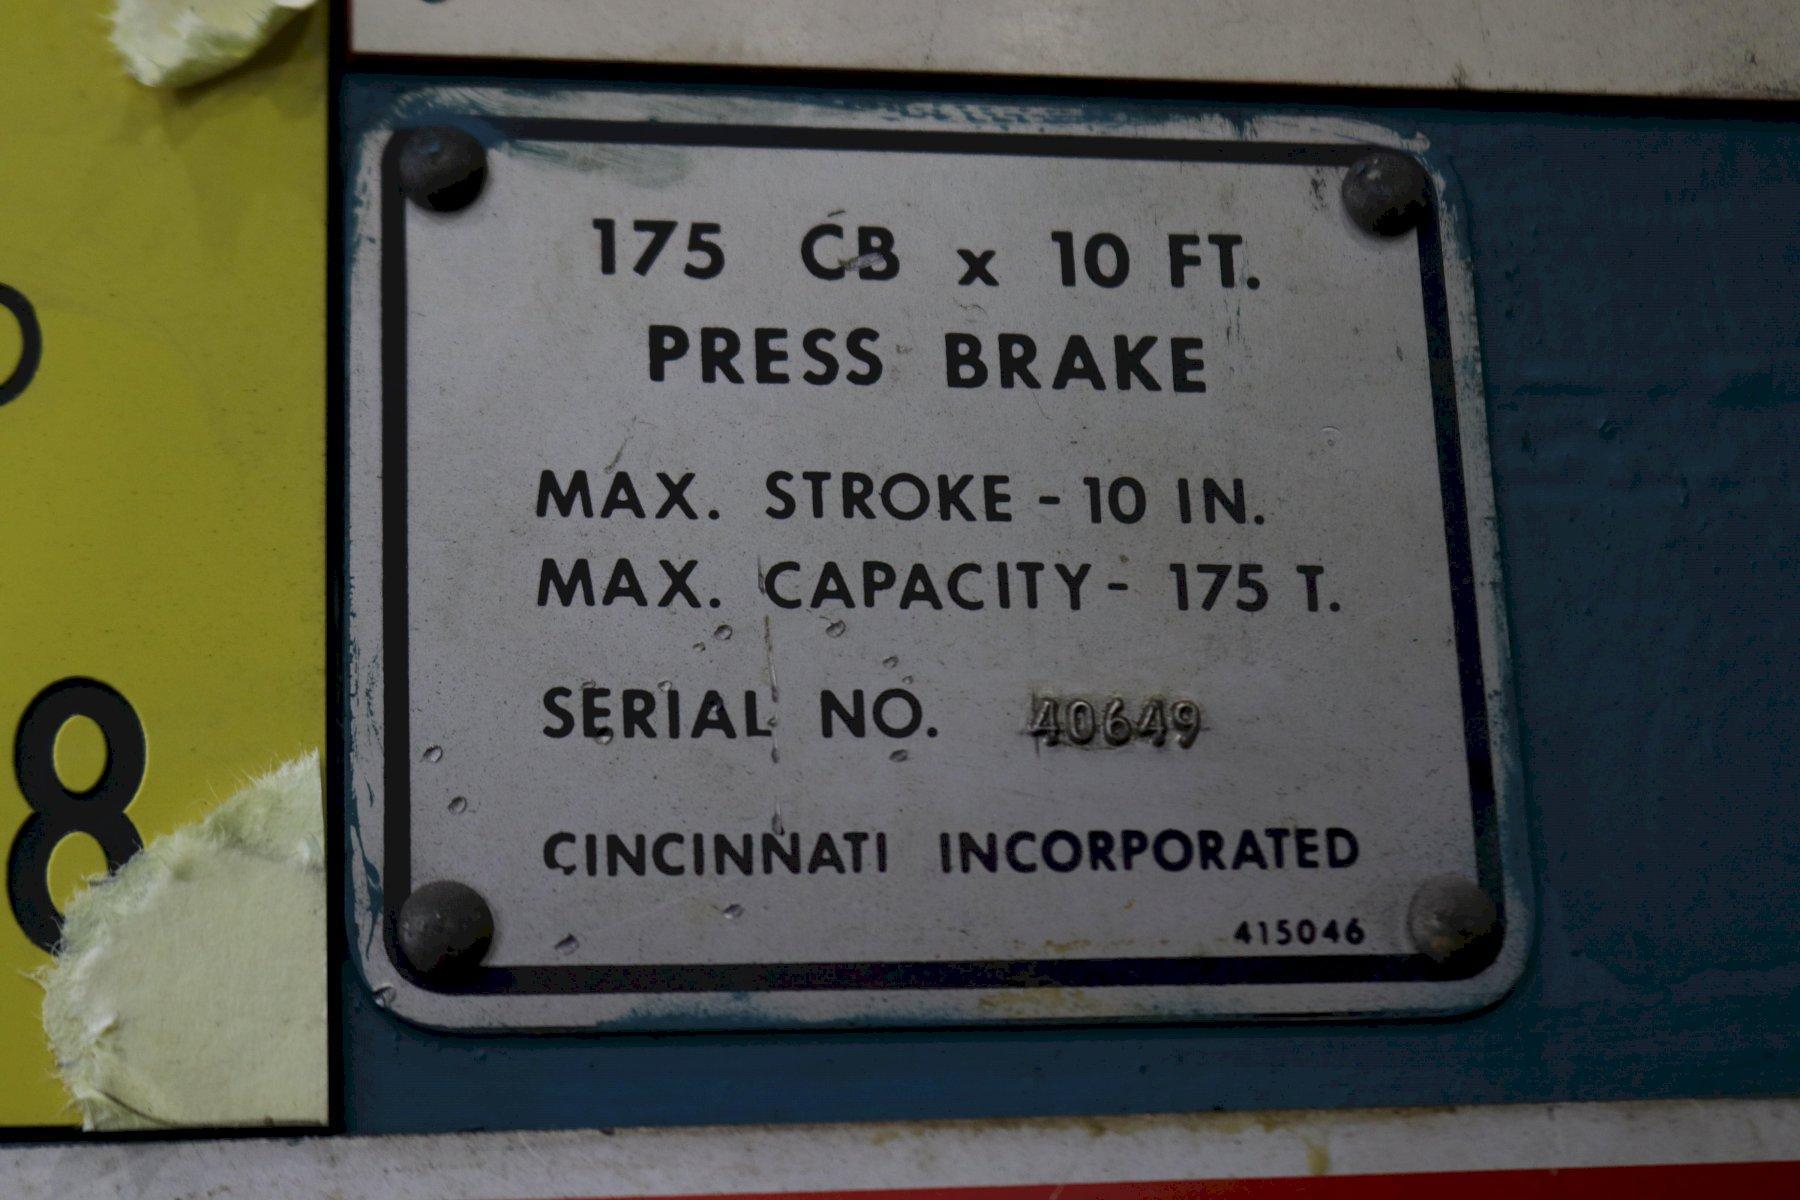 175 CB x 10 FT.
PRESS BRAKE
MAX. STROKE - 10 IN.
MAX. CAPACITY - 175 T.
SERIAL NO. 40649
CINCINNATI INCORPORATED
415046
8